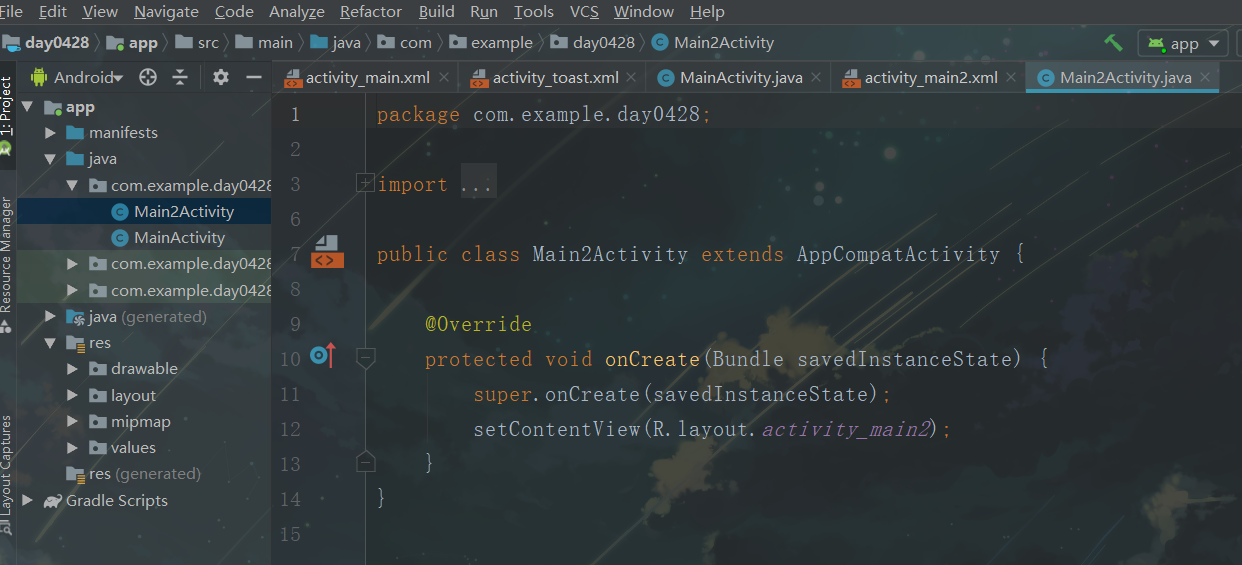 File Edit View Navigate Code Analyze Refactor Build Run Tools VCS Window Help
day0428 app src main java com example day0428 Main2Activity app
Android activity_main.xml activity_toast.xml MainActivity.java activity_main2.xml Main2Activity.java
1: Project
Resource Manager
Layout Captures
app
manifests
java
com.example.day0428
Main2Activity
MainActivity
com.example.day0428
com.example.day0428
java (generated)
res
drawable
layout
mipmap
values
res (generated)
Gradle Scripts
1 package com.example.day0428;
2
3 import ...
6
7 public class Main2Activity extends AppCompatActivity {
8
9 @Override
10 protected void onCreate(Bundle savedInstanceState) {
11 super.onCreate(savedInstanceState);
12 setContentView(R.layout.activity_main2);
13 }
14 }
15